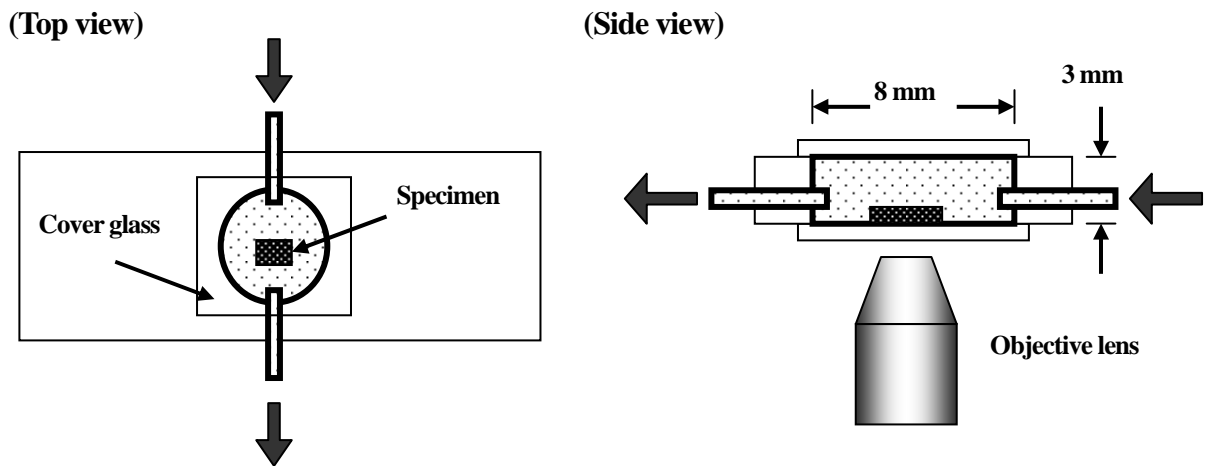 (Top view)
Cover glass
Specimen
(Side view)
8 mm
3 mm
Objective lens